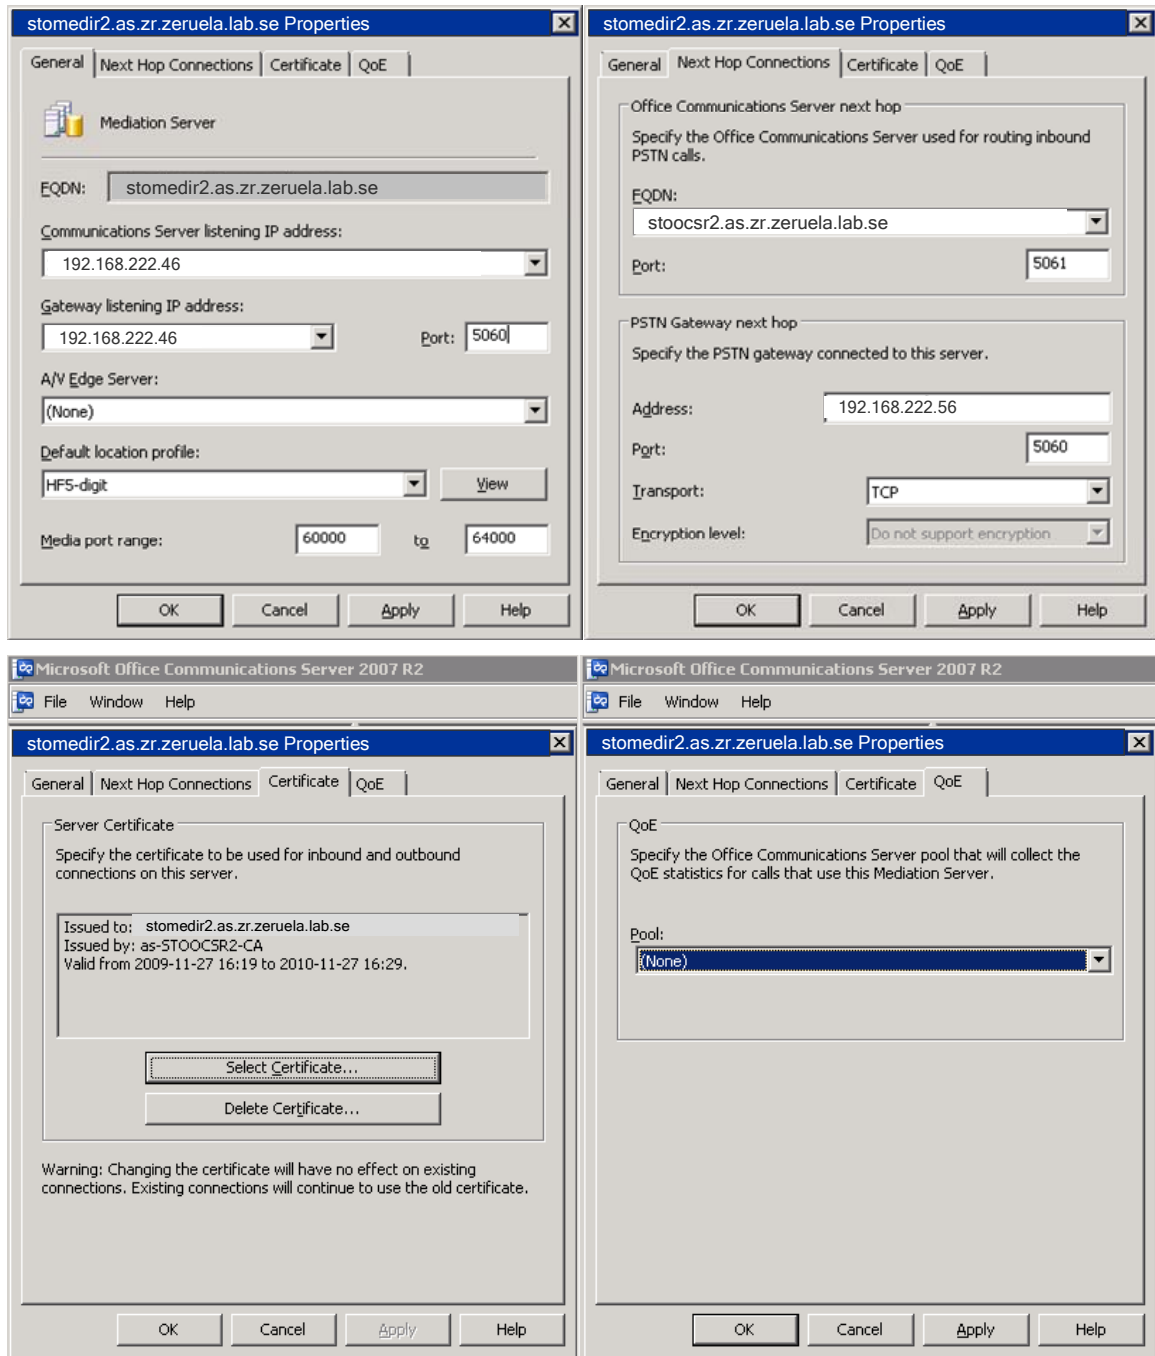 stomedir2.as.zr.zeruela.lab.se Properties
General Next Hop Connections Certificate QoE
Mediation Server
FQDN: stomedir2.as.zr.zeruela.lab.se
Communications Server listening IP address:
192.168.222.46
Gateway listening IP address:
192.168.222.46 Port: 5060
A/V Edge Server:
(None)
Default location profile:
HFS-digit View
Media port range: 60000 to 64000
OK Cancel Apply Help
stomedir2.as.zr.zeruela.lab.se Properties
General Next Hop Connections Certificate QoE
Office Communications Server next hop
Specify the Office Communications Server used for routing inbound
PSTN calls.
FQDN:
stoocsr2.as.zr.zeruela.lab.se
Port: 5061
PSTN Gateway next hop
Specify the PSTN gateway connected to this server.
Address: 192.168.222.56
Port: 5060
Transport: TCP
Encryption level: Do not support encryption
OK Cancel Apply Help
Microsoft Office Communications Server 2007 R2
File Window Help
stomedir2.as.zr.zeruela.lab.se Properties
General Next Hop Connections Certificate QoE
Server Certificate
Specify the certificate to be used for inbound and outbound
connections on this server.
Issued to: stomedir2.as.zr.zeruela.lab.se
Issued by: as-STOOCSR2-CA
Valid from 2009-11-27 16:19 to 2010-11-27 16:29.
Select Certificate...
Delete Certificate...
Warning: Changing the certificate will have no effect on existing
connections. Existing connections will continue to use the old certificate.
OK Cancel Apply Help
Microsoft Office Communications Server 2007 R2
File Window Help
stomedir2.as.zr.zeruela.lab.se Properties
General Next Hop Connections Certificate QoE
QoE
Specify the Office Communications Server pool that will collect the
QoE statistics for calls that use this Mediation Server.
Pool:
(None)
OK Cancel Apply Help